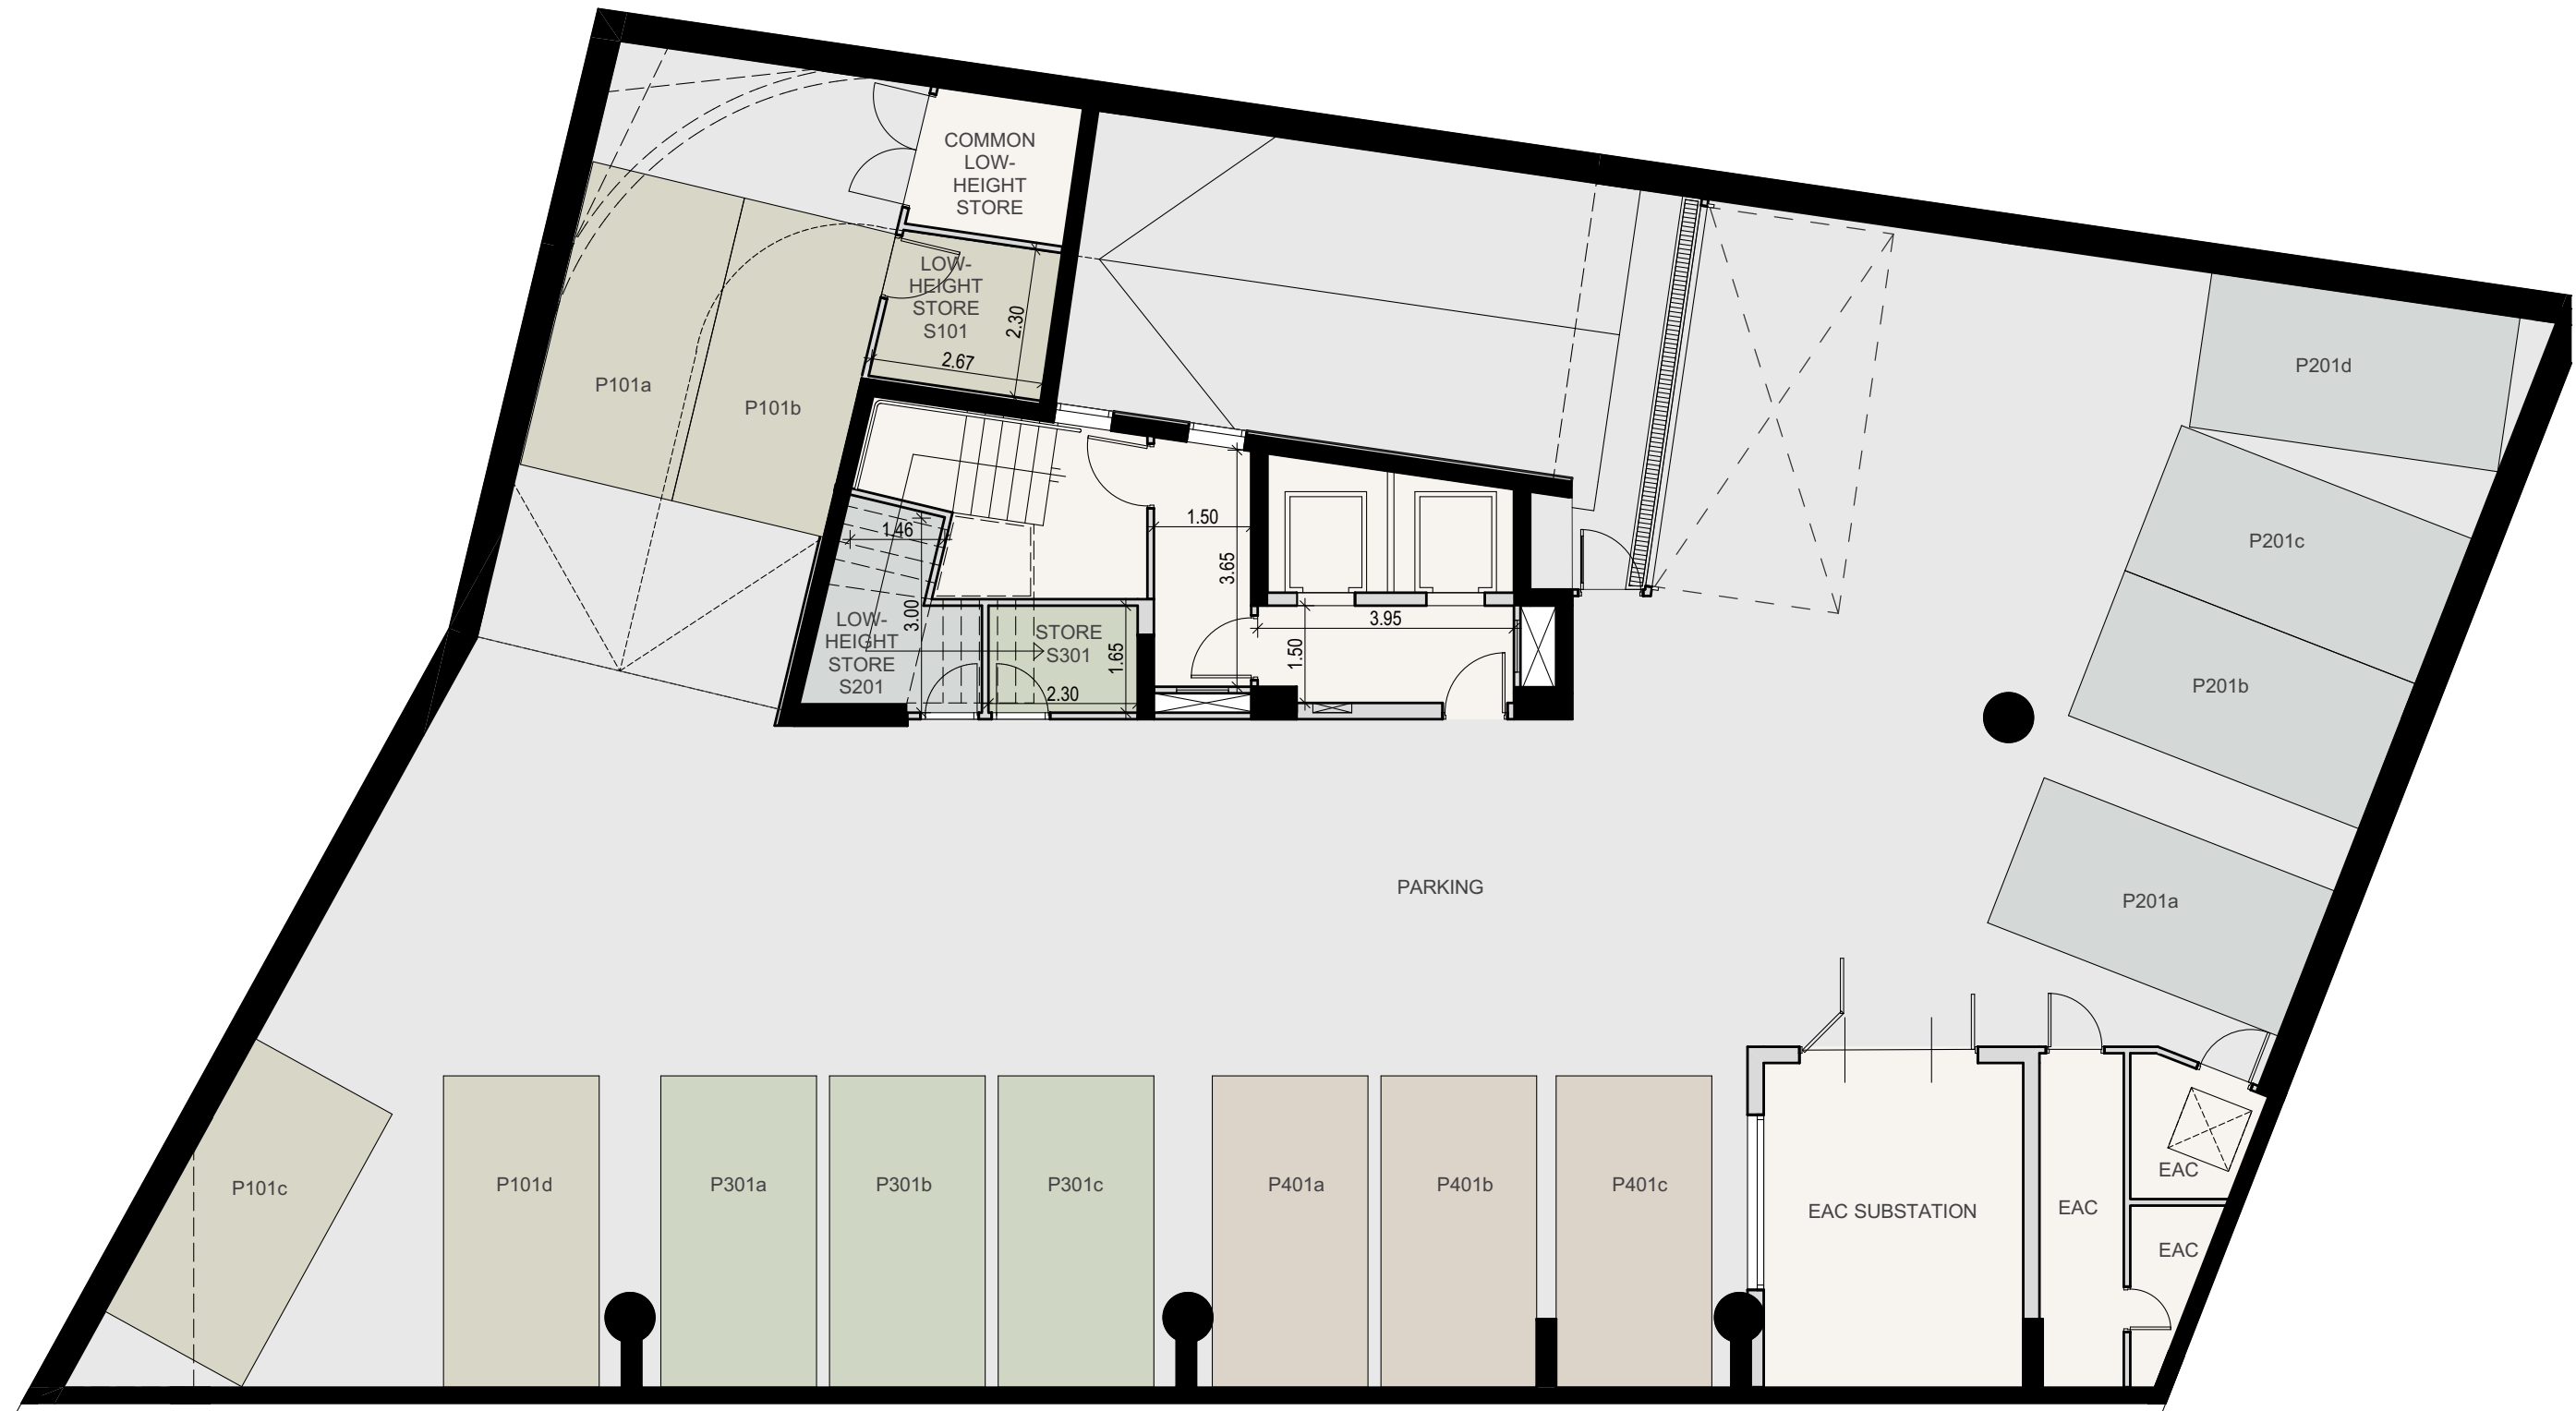 COMMON
LOW-
HEIGHT
STORE
LOW-
HEIGHT
STORE
S101
2.30
2.67
P101a
P101b
P201d
P201c
P201b
P201a
1.46
3.00
LOW-
HEIGHT
STORE
S201
STORE
S301
1.65
2.30
1.50
3.65
3.95
1.50
PARKING
P101c
P101d
P301a
P301b
P301c
P401a
P401b
P401c
EAC SUBSTATION
EAC
EAC
EAC